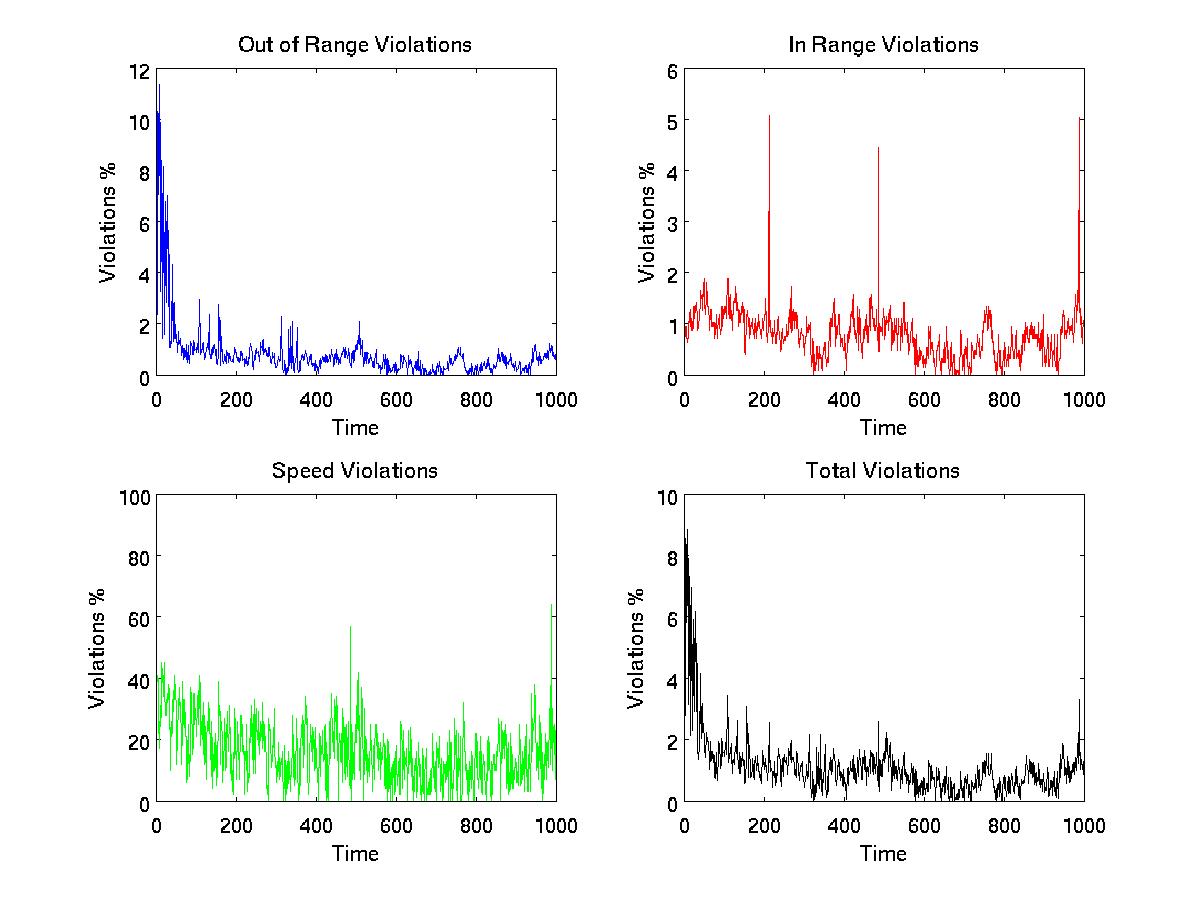 Out of Range Violations
12
10
8
6
4
2
0
0 200 400 600 800 1000
Violations %
Time
In Range Violations
6
5
4
3
2
1
0
0 200 400 600 800 1000
Violations %
Time
Speed Violations
100
80
60
40
20
0
0 200 400 600 800 1000
Violations %
Time
Total Violations
10
8
6
4
2
0
0 200 400 600 800 1000
Violations %
Time